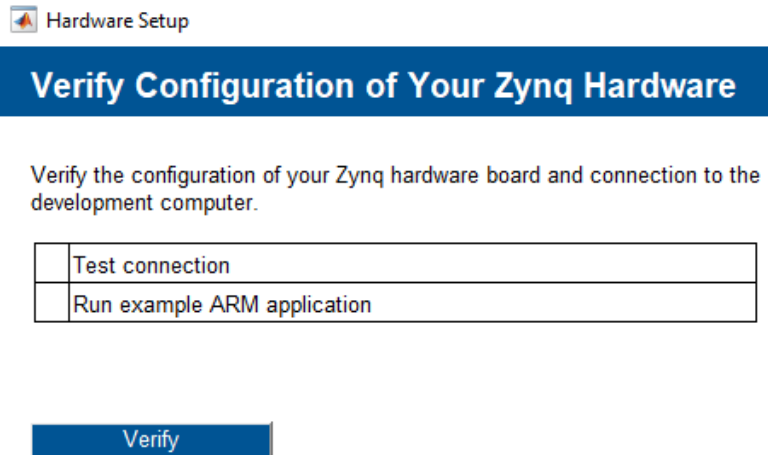 Hardware Setup
Verify Configuration of Your Zynq Hardware
Verify the configuration of your Zynq hardware board and connection to the
development computer.
Test connection
Run example ARM application
Verify